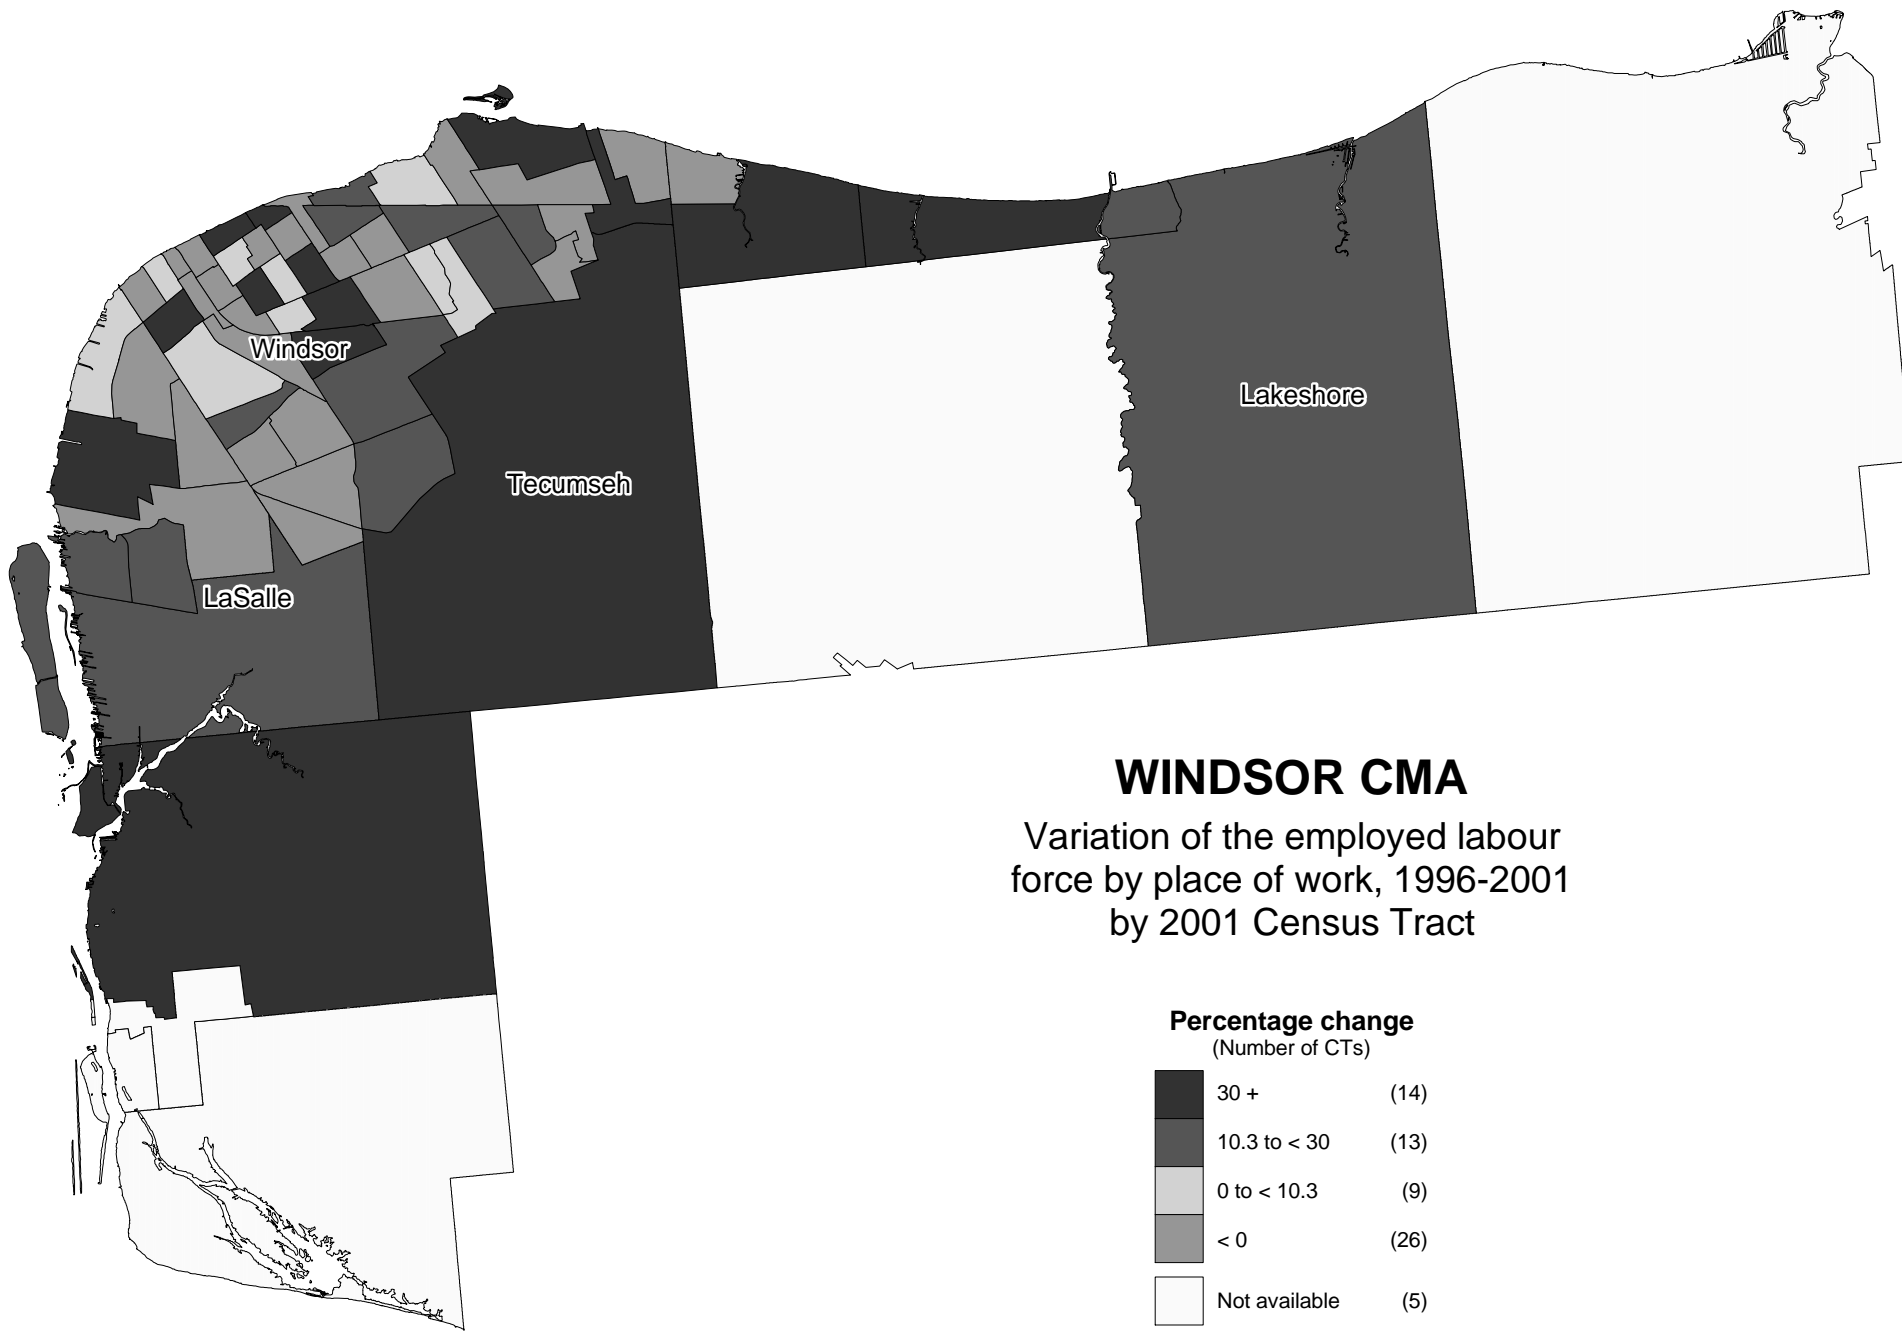 Windsor
Lakeshore
Tecumseh
LaSalle
WINDSOR CMA
Variation of the employed labour
force by place of work, 1996-2001
by 2001 Census Tract
Percentage change
(Number of CTs)
30 + (14)
10.3 to < 30 (13)
0 to < 10.3 (9)
< 0 (26)
Not available (5)